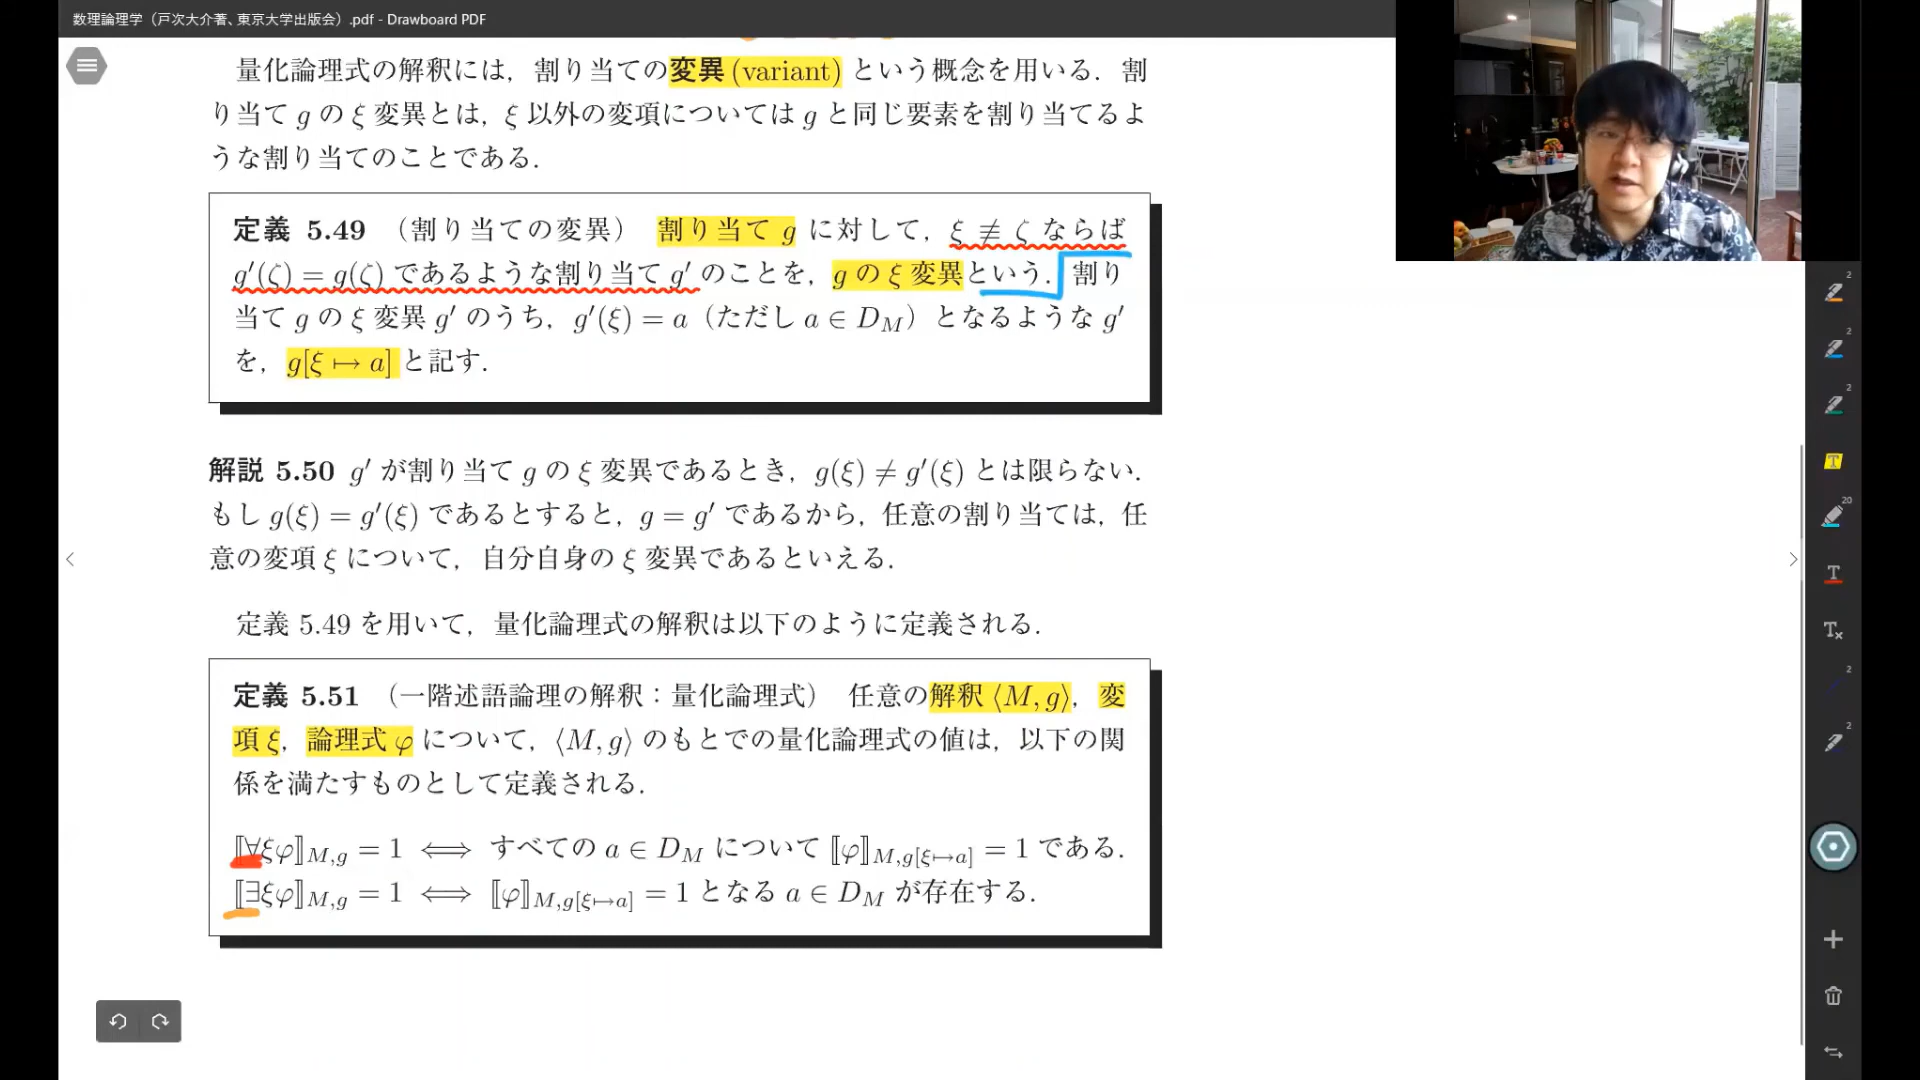 数理論理学（戸次大介著、東京大学出版会）.pdf - Drawboard PDF
量化論理式の解釈には，割り当ての変異 (variant) という概念を用いる．割
り当て g の ξ 変異とは，ξ 以外の変項については g と同じ要素を割り当てるよ
うな割り当てのことである．
定義 5.49 （割り当ての変異） 割り当て g に対して，ξ ≢ ζ ならば
g′(ζ) = g(ζ) であるような割り当て g′ のことを，g の ξ 変異という．割り
当て g の ξ 変異 g′ のうち，g′(ξ) = a（ただし a ∈ D_M）となるような g′
を，g[ξ ↦ a] と記す．
解説 5.50 g′ が割り当て g の ξ 変異であるとき，g(ξ) ≠ g′(ξ) とは限らない．
もし g(ξ) = g′(ξ) であるとすると，g = g′ であるから，任意の割り当ては，任
意の変項 ξ について，自分自身の ξ 変異であるといえる．
定義 5.49 を用いて，量化論理式の解釈は以下のように定義される．
定義 5.51 （一階述語論理の解釈：量化論理式） 任意の解釈 ⟨M, g⟩，変
項 ξ，論理式 φ について，⟨M, g⟩ のもとでの量化論理式の値は，以下の関
係を満たすものとして定義される．
⟦∀ξφ⟧_{M,g} = 1 ⟺ すべての a ∈ D_M について ⟦φ⟧_{M,g[ξ↦a]} = 1 である．
⟦∃ξφ⟧_{M,g} = 1 ⟺ ⟦φ⟧_{M,g[ξ↦a]} = 1 となる a ∈ D_M が存在する．
2
2
2
T
20
T
Tx
2
2